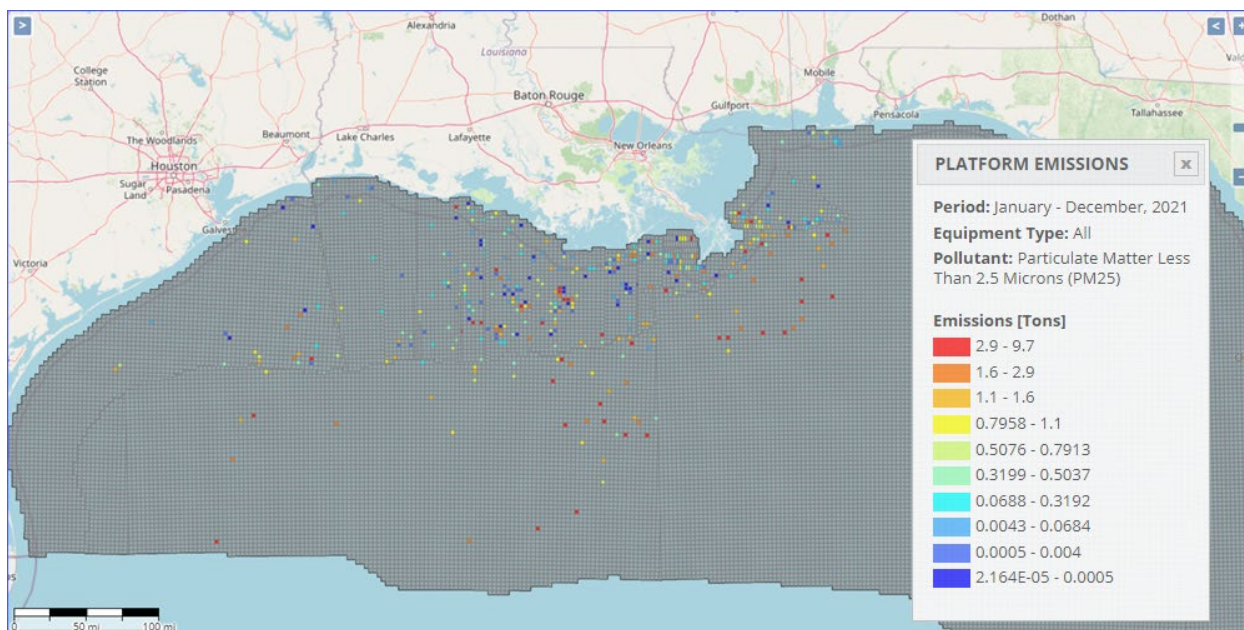 >
Alexandria
Dothan
<
+
Louisiana
College
Station
Baton Rouge
Mobile
Gulfport
Pensacola
Tallahassee
The Woodlands
Beaumont
Lake Charles
Lafayette
New Orleans
Houston
Sugar
Land
Pasadena
Galvest
Victoria
PLATFORM EMISSIONS
x
Period: January - December, 2021
Equipment Type: All
Pollutant: Particulate Matter Less
Than 2.5 Microns (PM25)
Emissions [Tons]
2.9 - 9.7
1.6 - 2.9
1.1 - 1.6
0.7958 - 1.1
0.5076 - 0.7913
0.3199 - 0.5037
0.0688 - 0.3192
0.0043 - 0.0684
0.0005 - 0.004
2.164E-05 - 0.0005
0 50 mi 100 mi